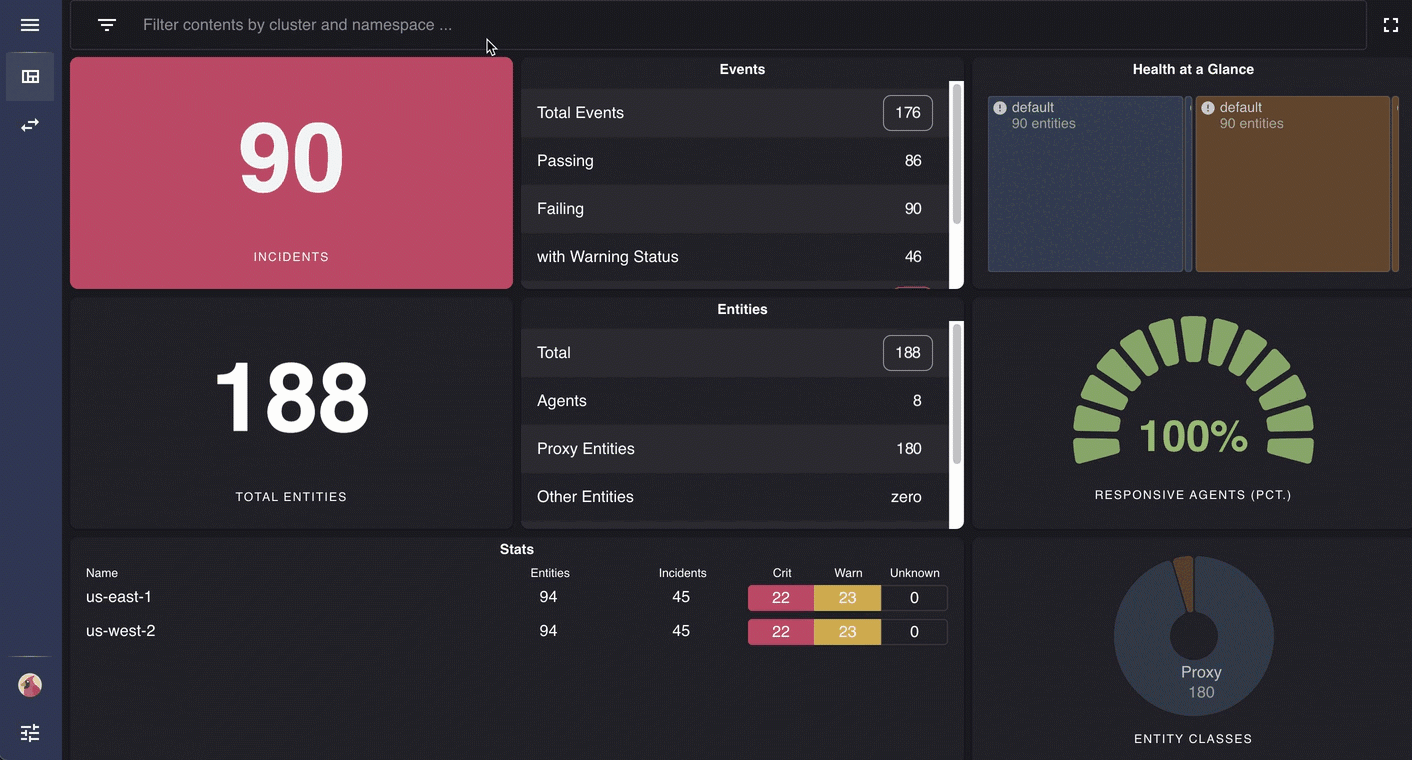 Filter contents by cluster and namespace ...
90
INCIDENTS
Events
Total Events 176
Passing 86
Failing 90
with Warning Status 46
Health at a Glance
default
90 entities
default
90 entities
188
TOTAL ENTITIES
Entities
Total 188
Agents 8
Proxy Entities 180
Other Entities zero
100%
RESPONSIVE AGENTS (PCT.)
Stats
Name Entities Incidents Crit Warn Unknown
us-east-1 94 45 22 23 0
us-west-2 94 45 22 23 0
Proxy
180
ENTITY CLASSES